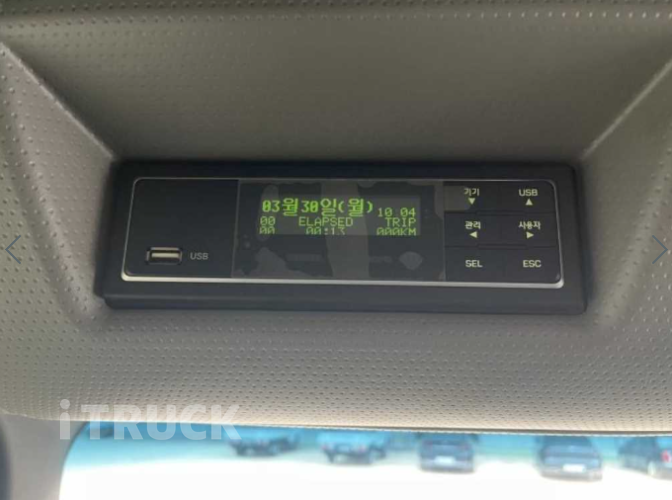 03월30일(월) 10 04
00 ELAPSED TRIP
00 00:13 000KM
USB
기기 USB
관리 사용자
SEL ESC
iTRUCK